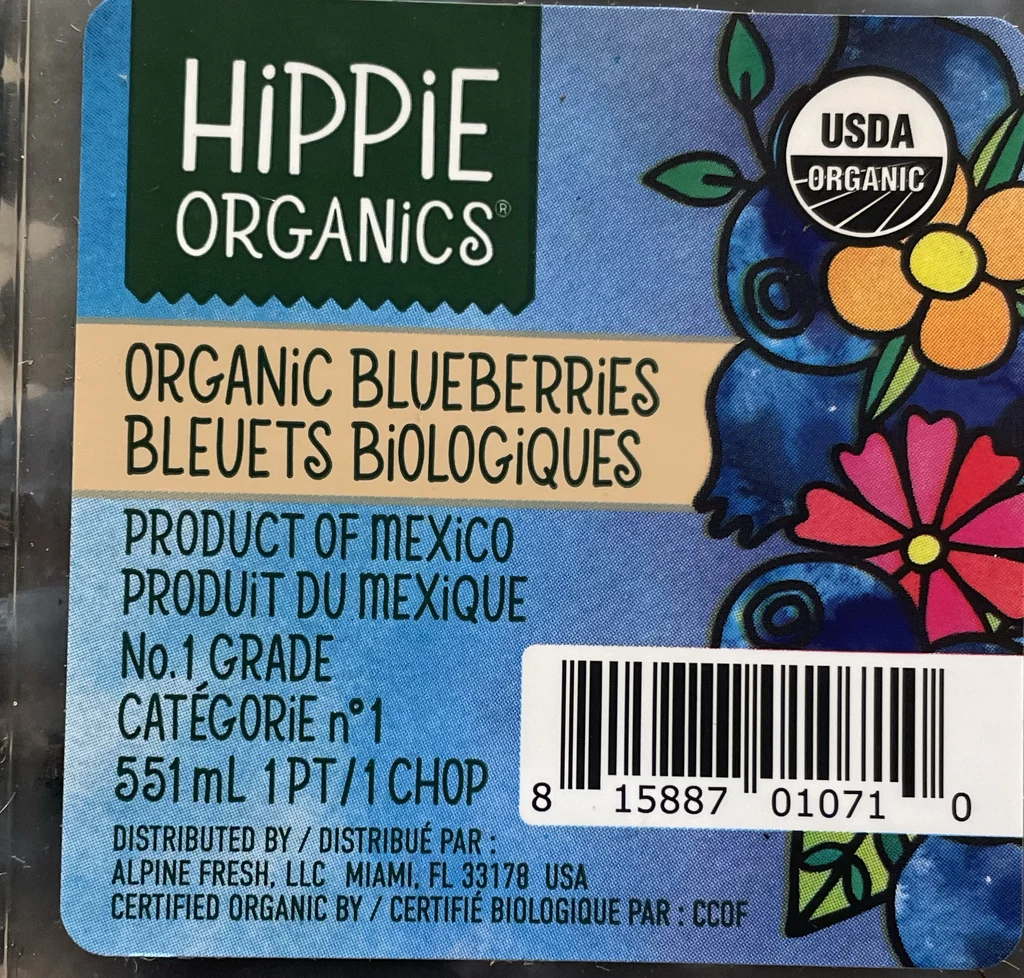 HiPPiE
ORGANiCS®
USDA
ORGANIC
ORGANiC BLUEBERRiES
BLEUETS BiOLOGiQUES
PRODUCT OF MEXiCO
PRODUiT DU MEXiQUE
No.1 GRADE
CATÉGORiE n°1
551 mL 1 PT/1 CHOP
8 15887 01071 0
DISTRIBUTED BY / DISTRIBUÉ PAR :
ALPINE FRESH, LLC MIAMI, FL 33178 USA
CERTIFIED ORGANIC BY / CERTIFIÉ BIOLOGIQUE PAR : CCOF